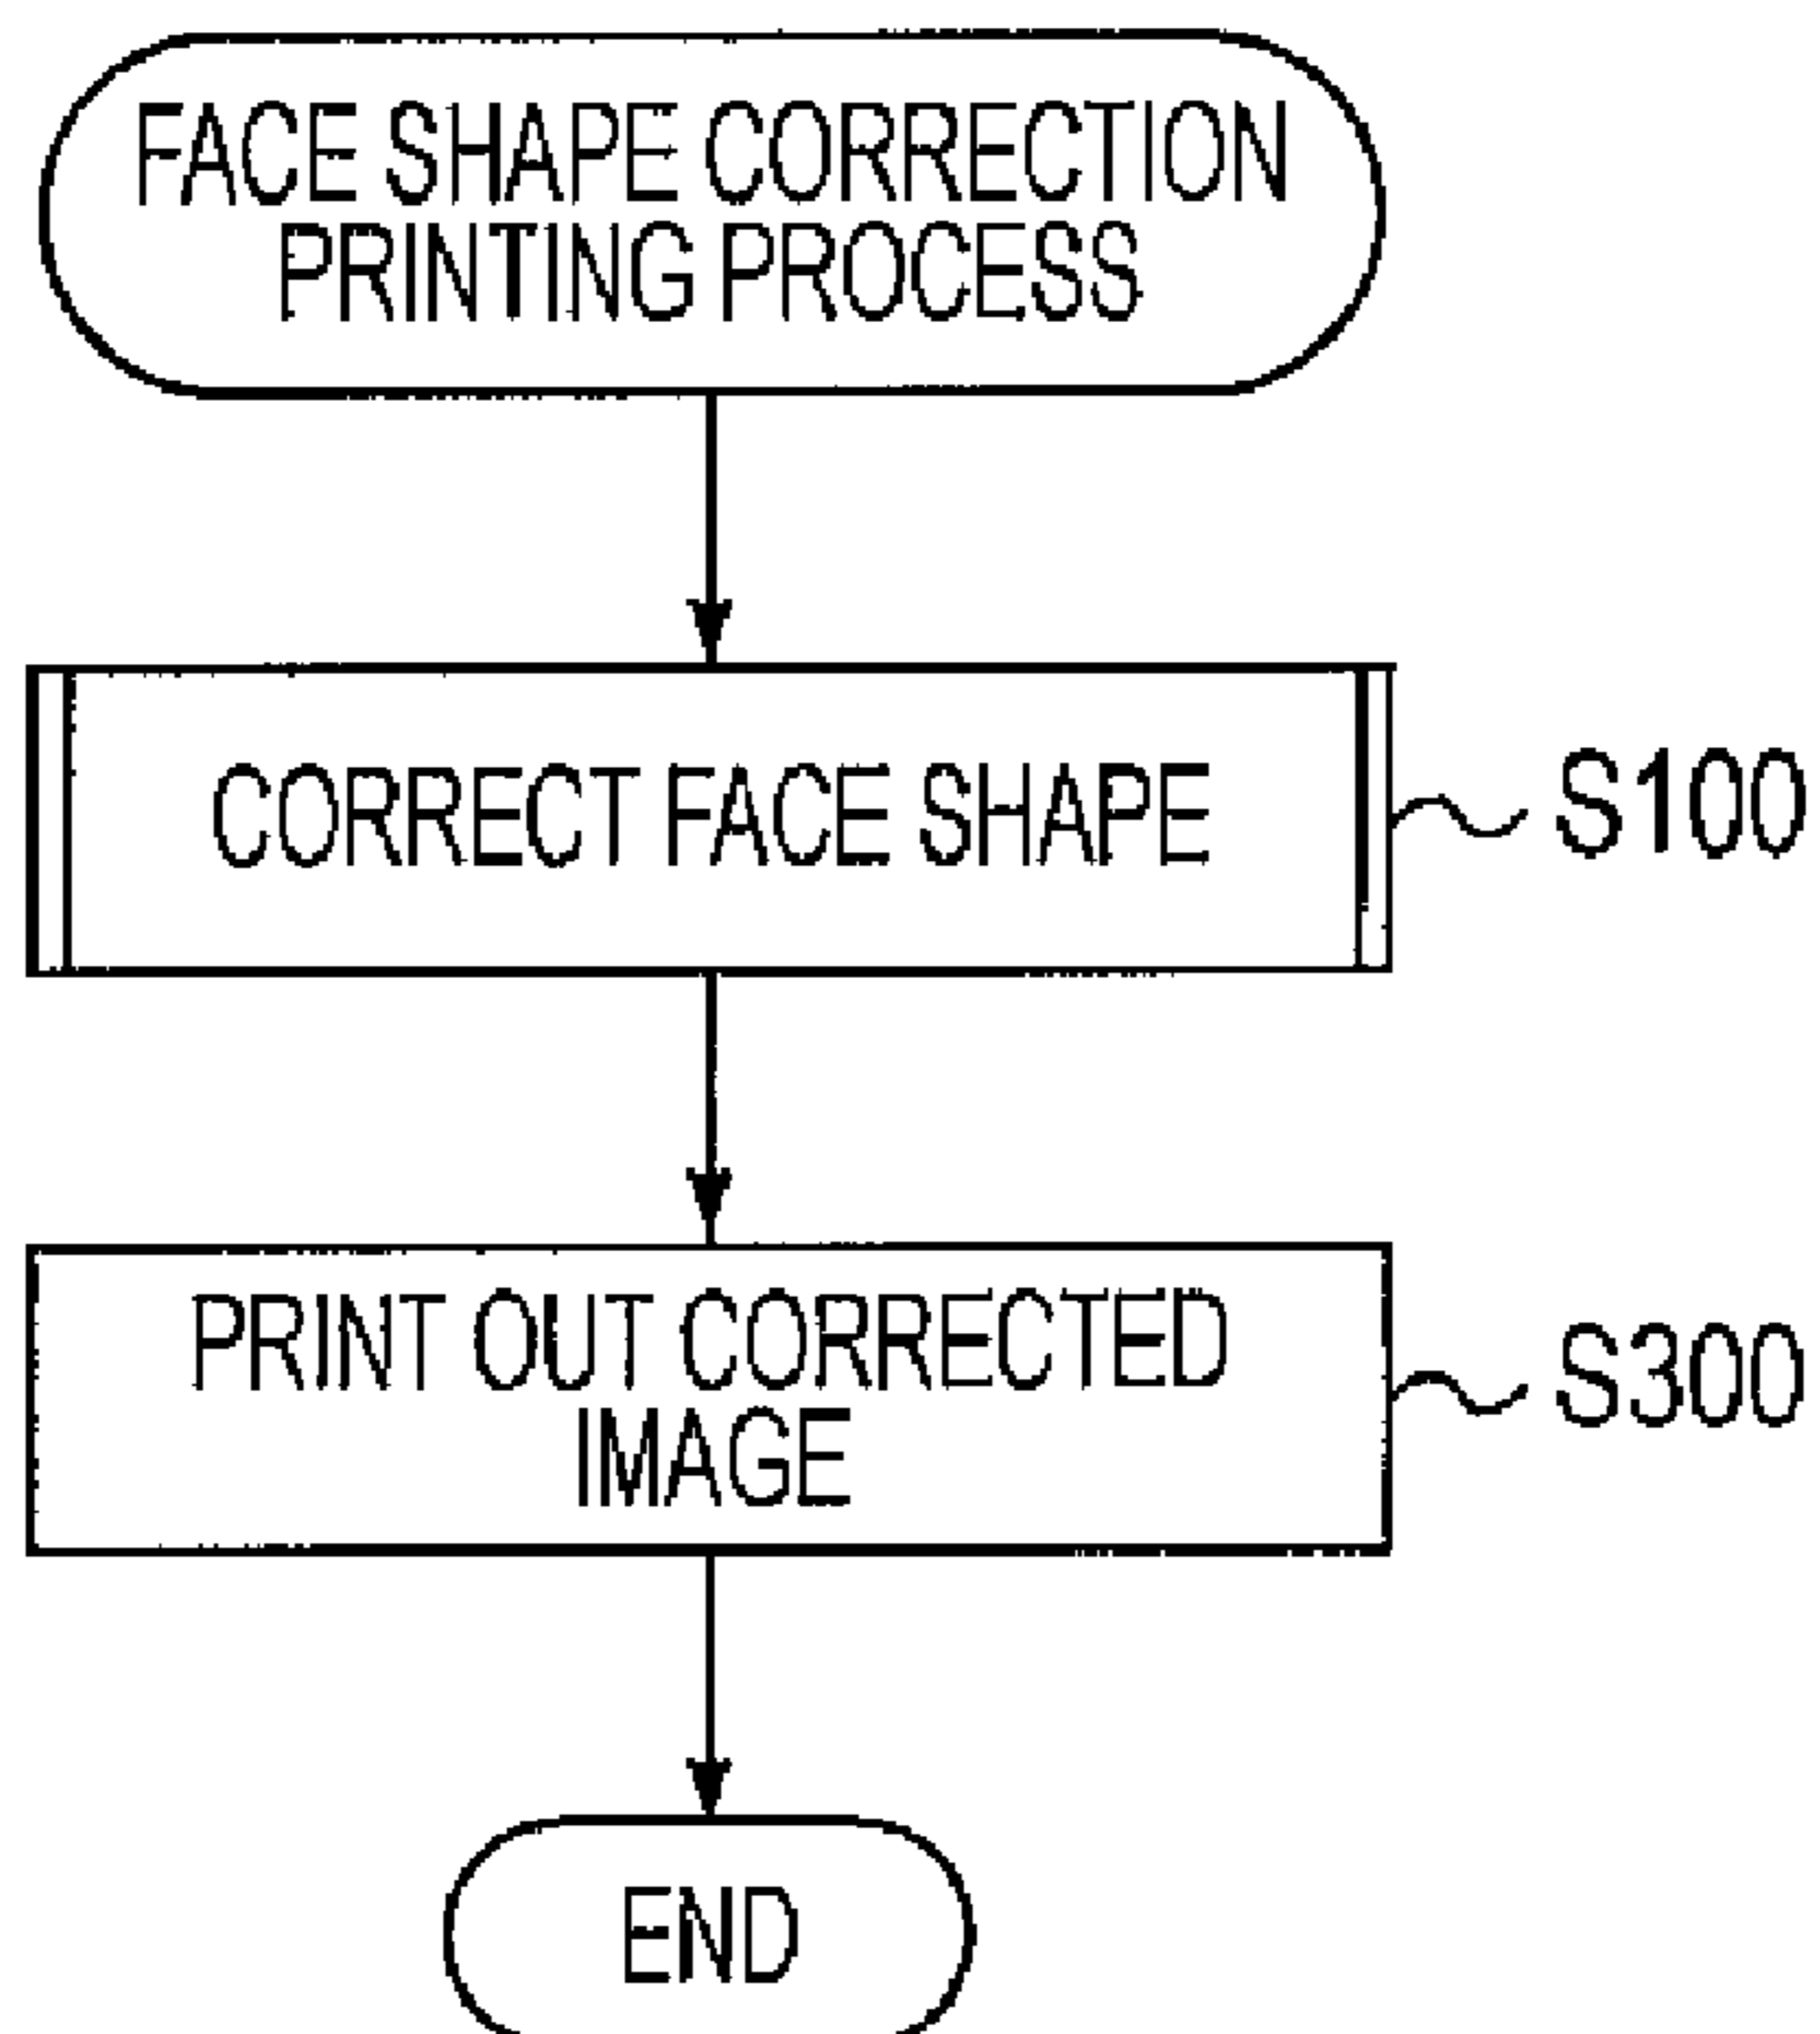 FACE SHAPE CORRECTION
PRINTING PROCESS
CORRECT FACE SHAPE
S100
PRINT OUT CORRECTED
IMAGE
S300
END